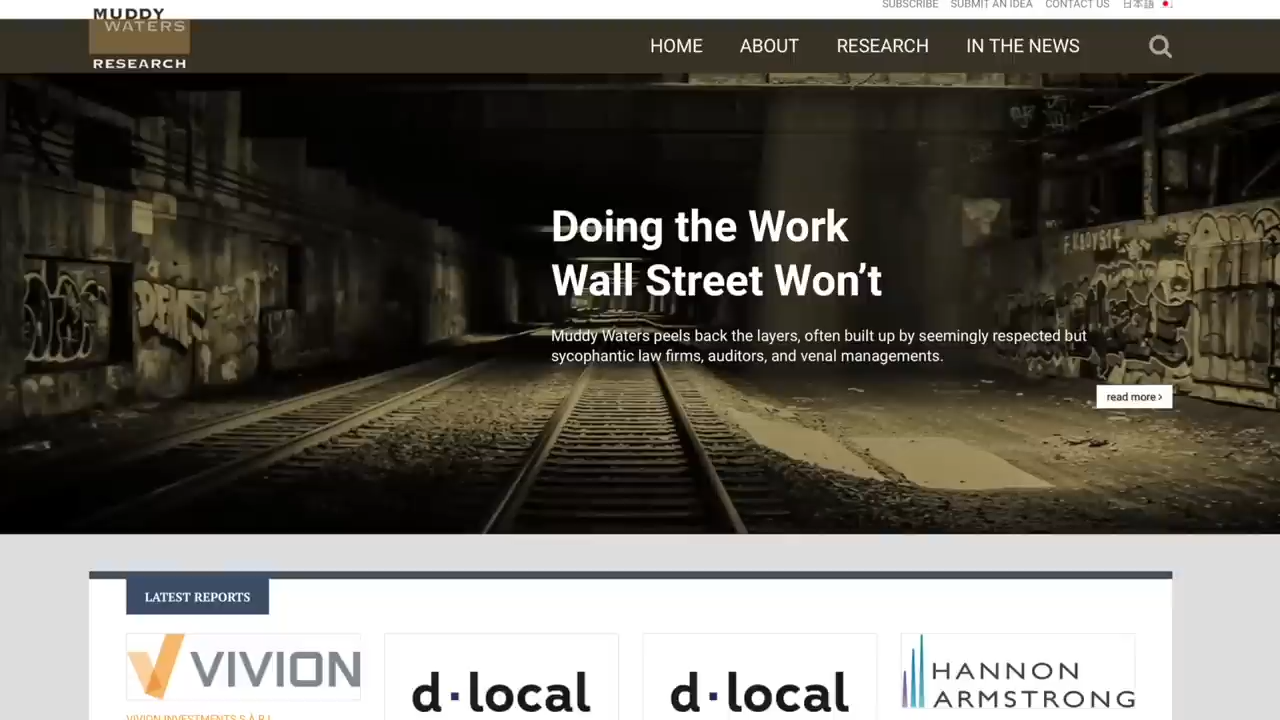 SUBSCRIBE SUBMIT AN IDEA CONTACT US 日本語
MUDDY
WATERS
RESEARCH
HOME ABOUT RESEARCH IN THE NEWS
Doing the Work
Wall Street Won’t
Muddy Waters peels back the layers, often built up by seemingly respected but
sycophantic law firms, auditors, and venal managements.
read more ›
LATEST REPORTS
VIVION
d·local
d·local
HANNON
ARMSTRONG
VIVION INVESTMENTS S.À R.L.